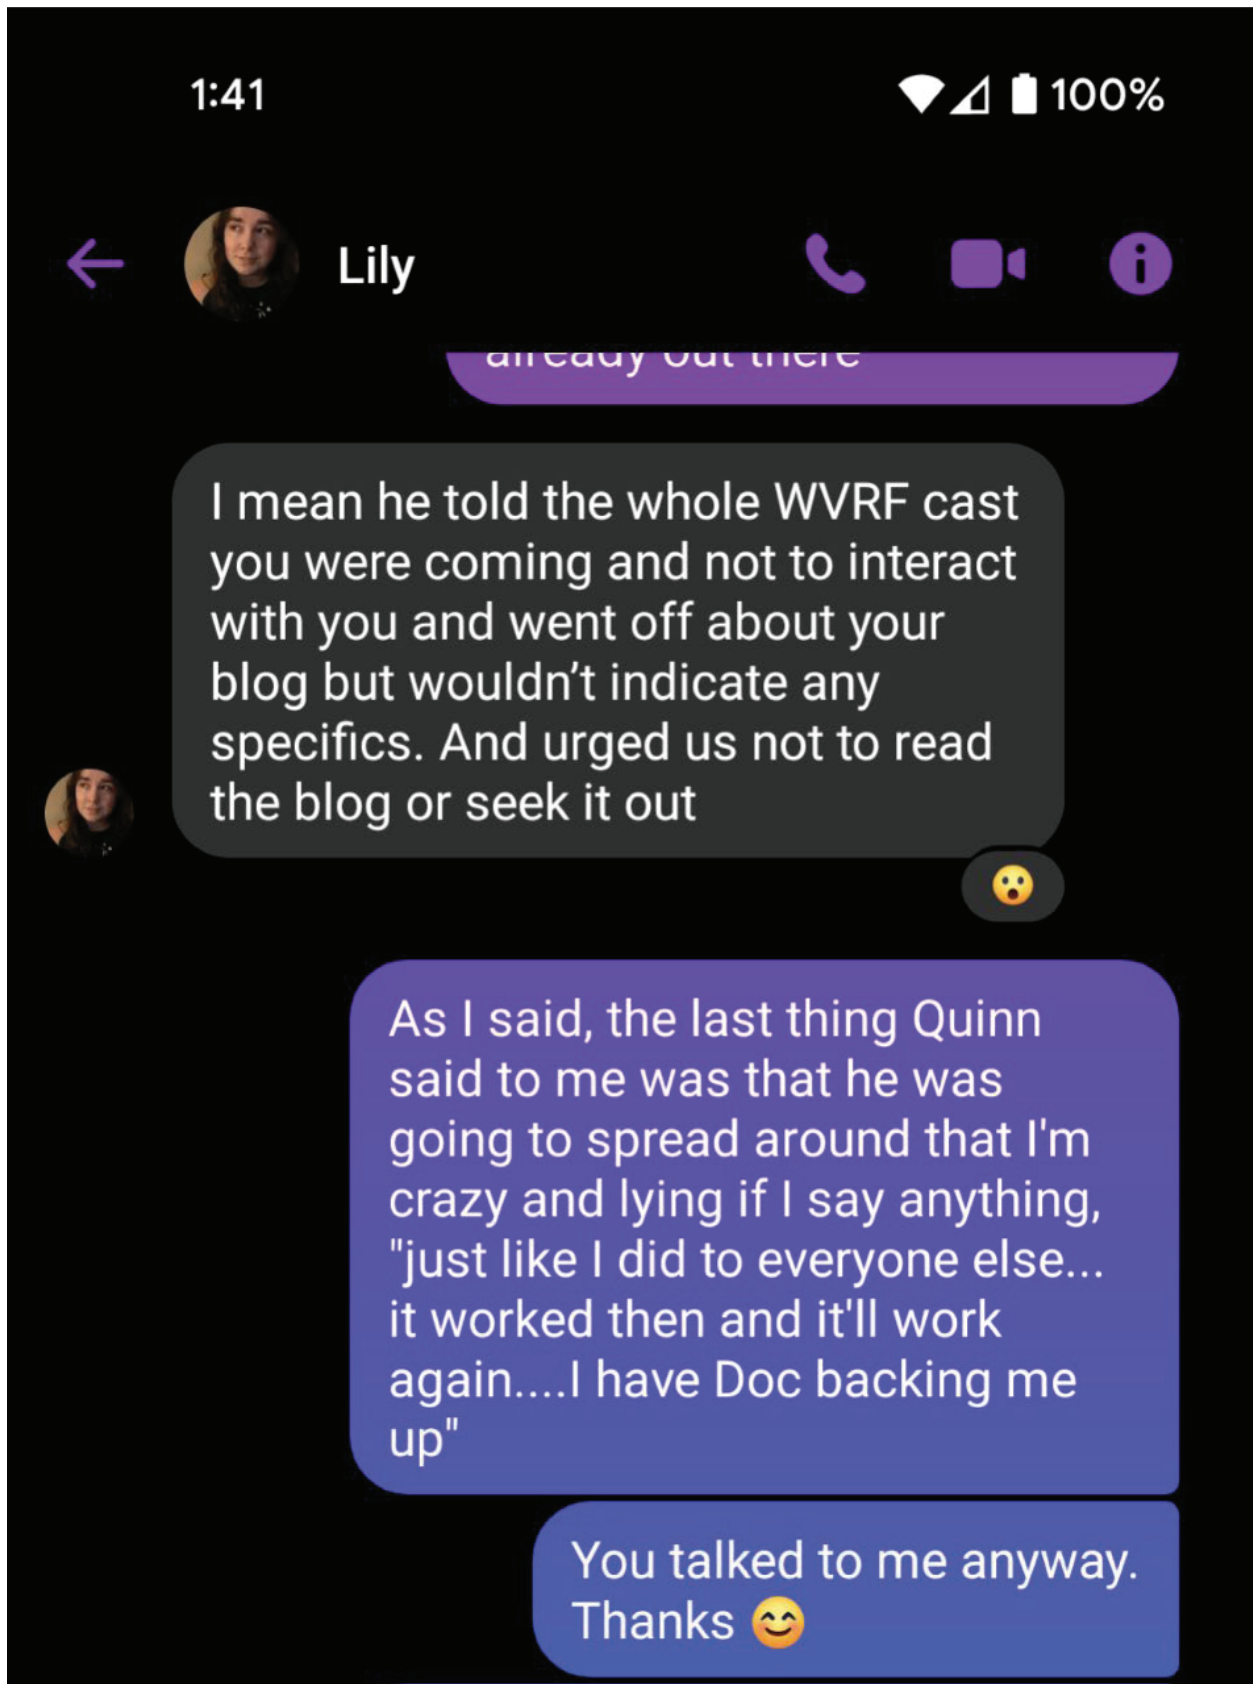 1:41
100%
Lily
already out there
I mean he told the whole WVRF cast
you were coming and not to interact
with you and went off about your
blog but wouldn’t indicate any
specifics. And urged us not to read
the blog or seek it out
As I said, the last thing Quinn
said to me was that he was
going to spread around that I'm
crazy and lying if I say anything,
"just like I did to everyone else...
it worked then and it'll work
again....I have Doc backing me
up"
You talked to me anyway.
Thanks 😊